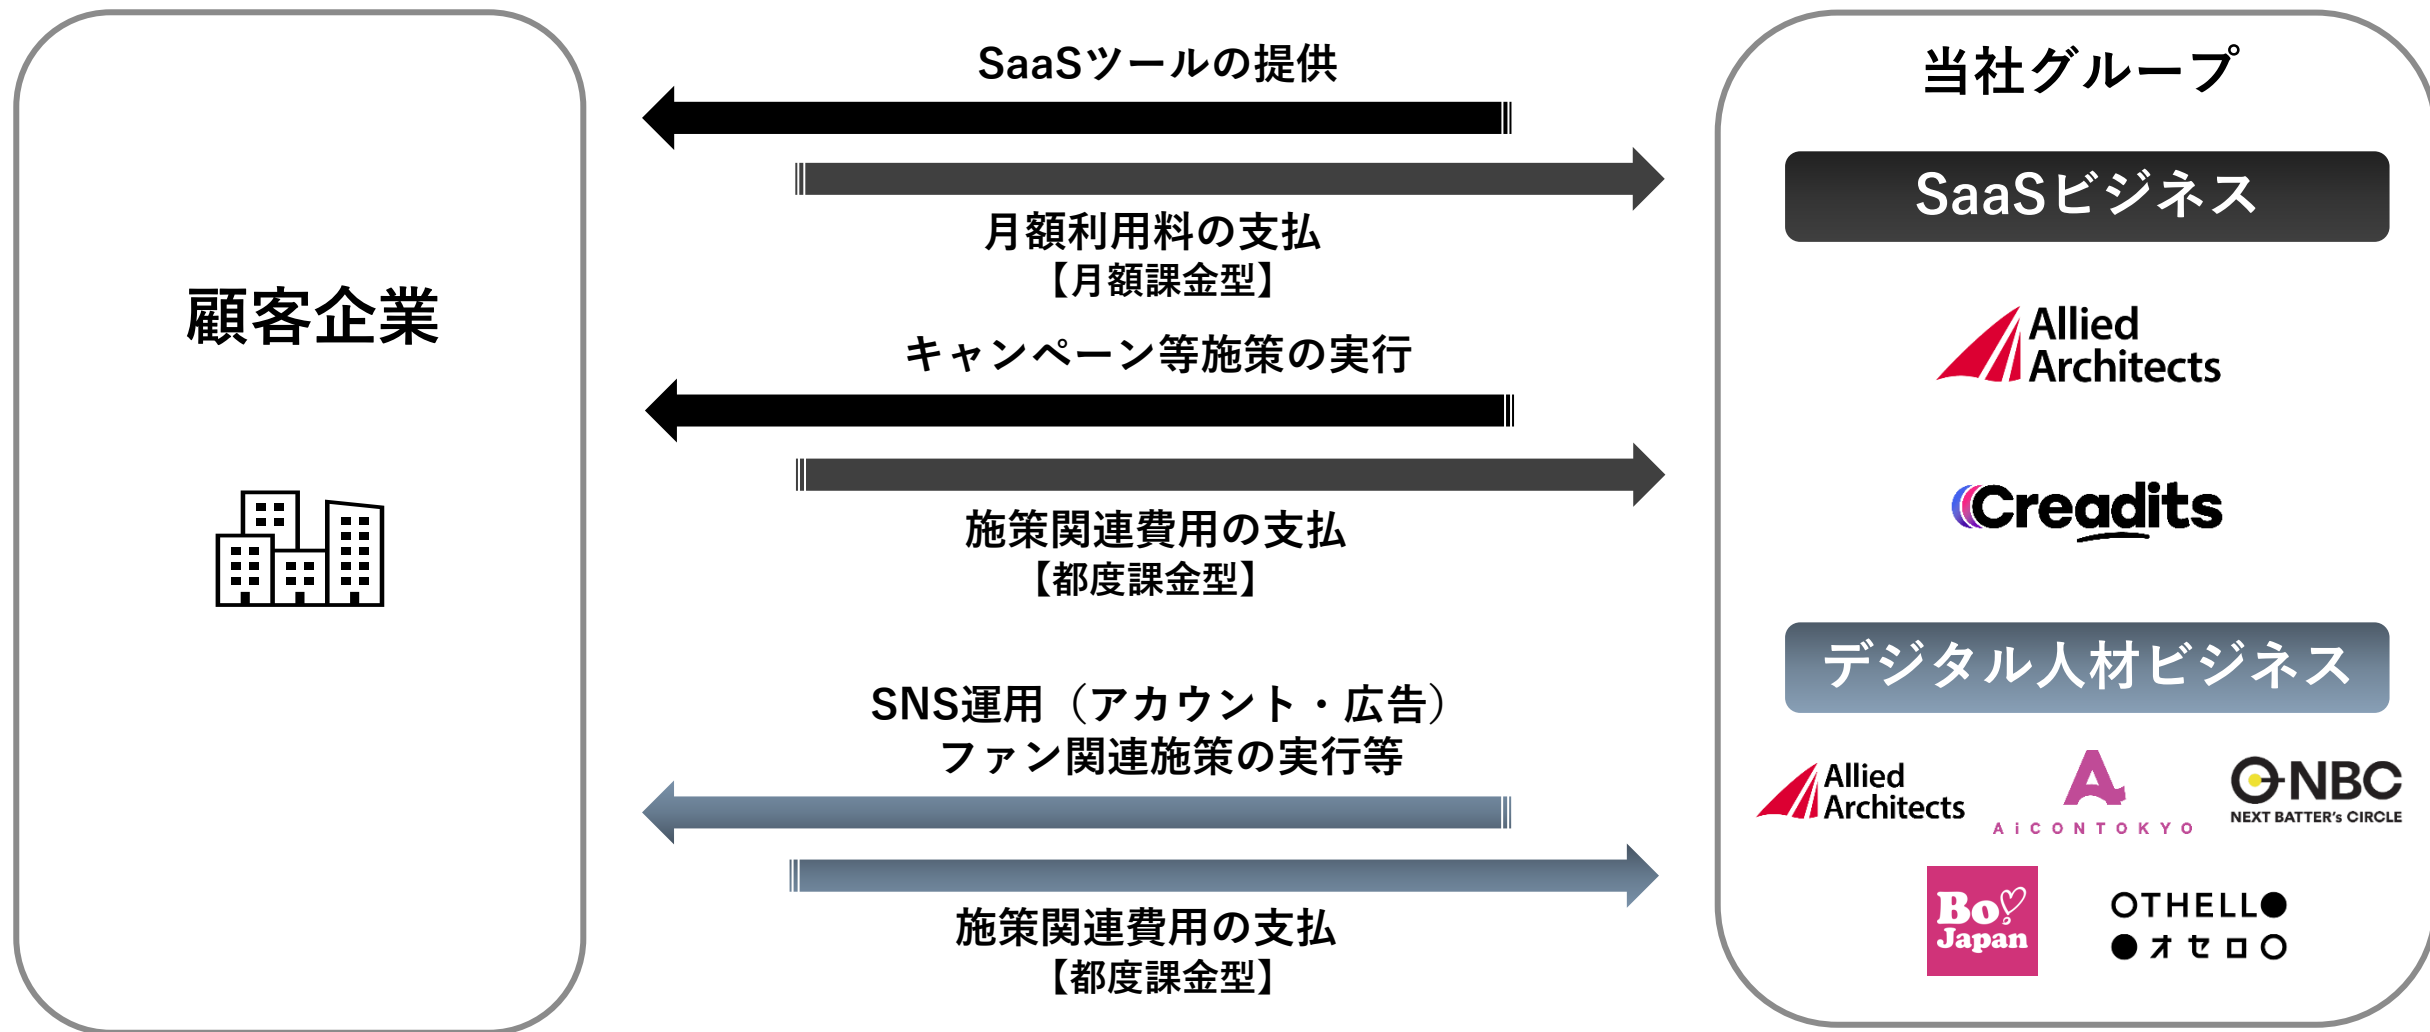 顧客企業
SaaSツールの提供
月額利用料の支払
【月額課金型】
キャンペーン等施策の実行
施策関連費用の支払
【都度課金型】
SNS運用（アカウント・広告）
ファン関連施策の実行等
施策関連費用の支払
【都度課金型】
当社グループ
SaaSビジネス
Allied
Architects
Creadits
デジタル人材ビジネス
Allied
Architects
AiCONTOKYO
NBC
NEXT BATTER's CIRCLE
Bo
Japan
OTHELLO
オセロ